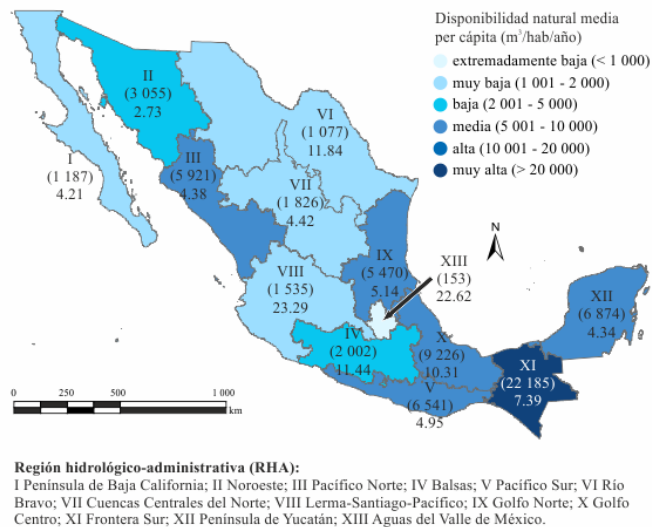 Disponibilidad natural media
per cápita (m³/hab/año)
extremadamente baja (< 1 000)
muy baja (1 001 - 2 000)
baja (2 001 - 5 000)
media (5 001 - 10 000)
alta (10 001 - 20 000)
muy alta (> 20 000)
II
(3 055)
2.73
VI
(1 077)
11.84
I
(1 187)
4.21
III
(5 921)
4.38
VII
(1 826)
4.42
N
IX
(5 470)
5.14
XIII
(153)
22.62
VIII
(1 535)
23.29
XII
(6 874)
4.34
IV
(2 002)
11.44
X
(9 226)
10.31
XI
(22 185)
7.39
V
(6 541)
4.95
0 250 500 1 000
km
Región hidrológico-administrativa (RHA):
I Península de Baja California; II Noroeste; III Pacífico Norte; IV Balsas; V Pacífico Sur; VI Río
Bravo; VII Cuencas Centrales del Norte; VIII Lerma-Santiago-Pacífico; IX Golfo Norte; X Golfo
Centro; XI Frontera Sur; XII Península de Yucatán; XIII Aguas del Valle de México.